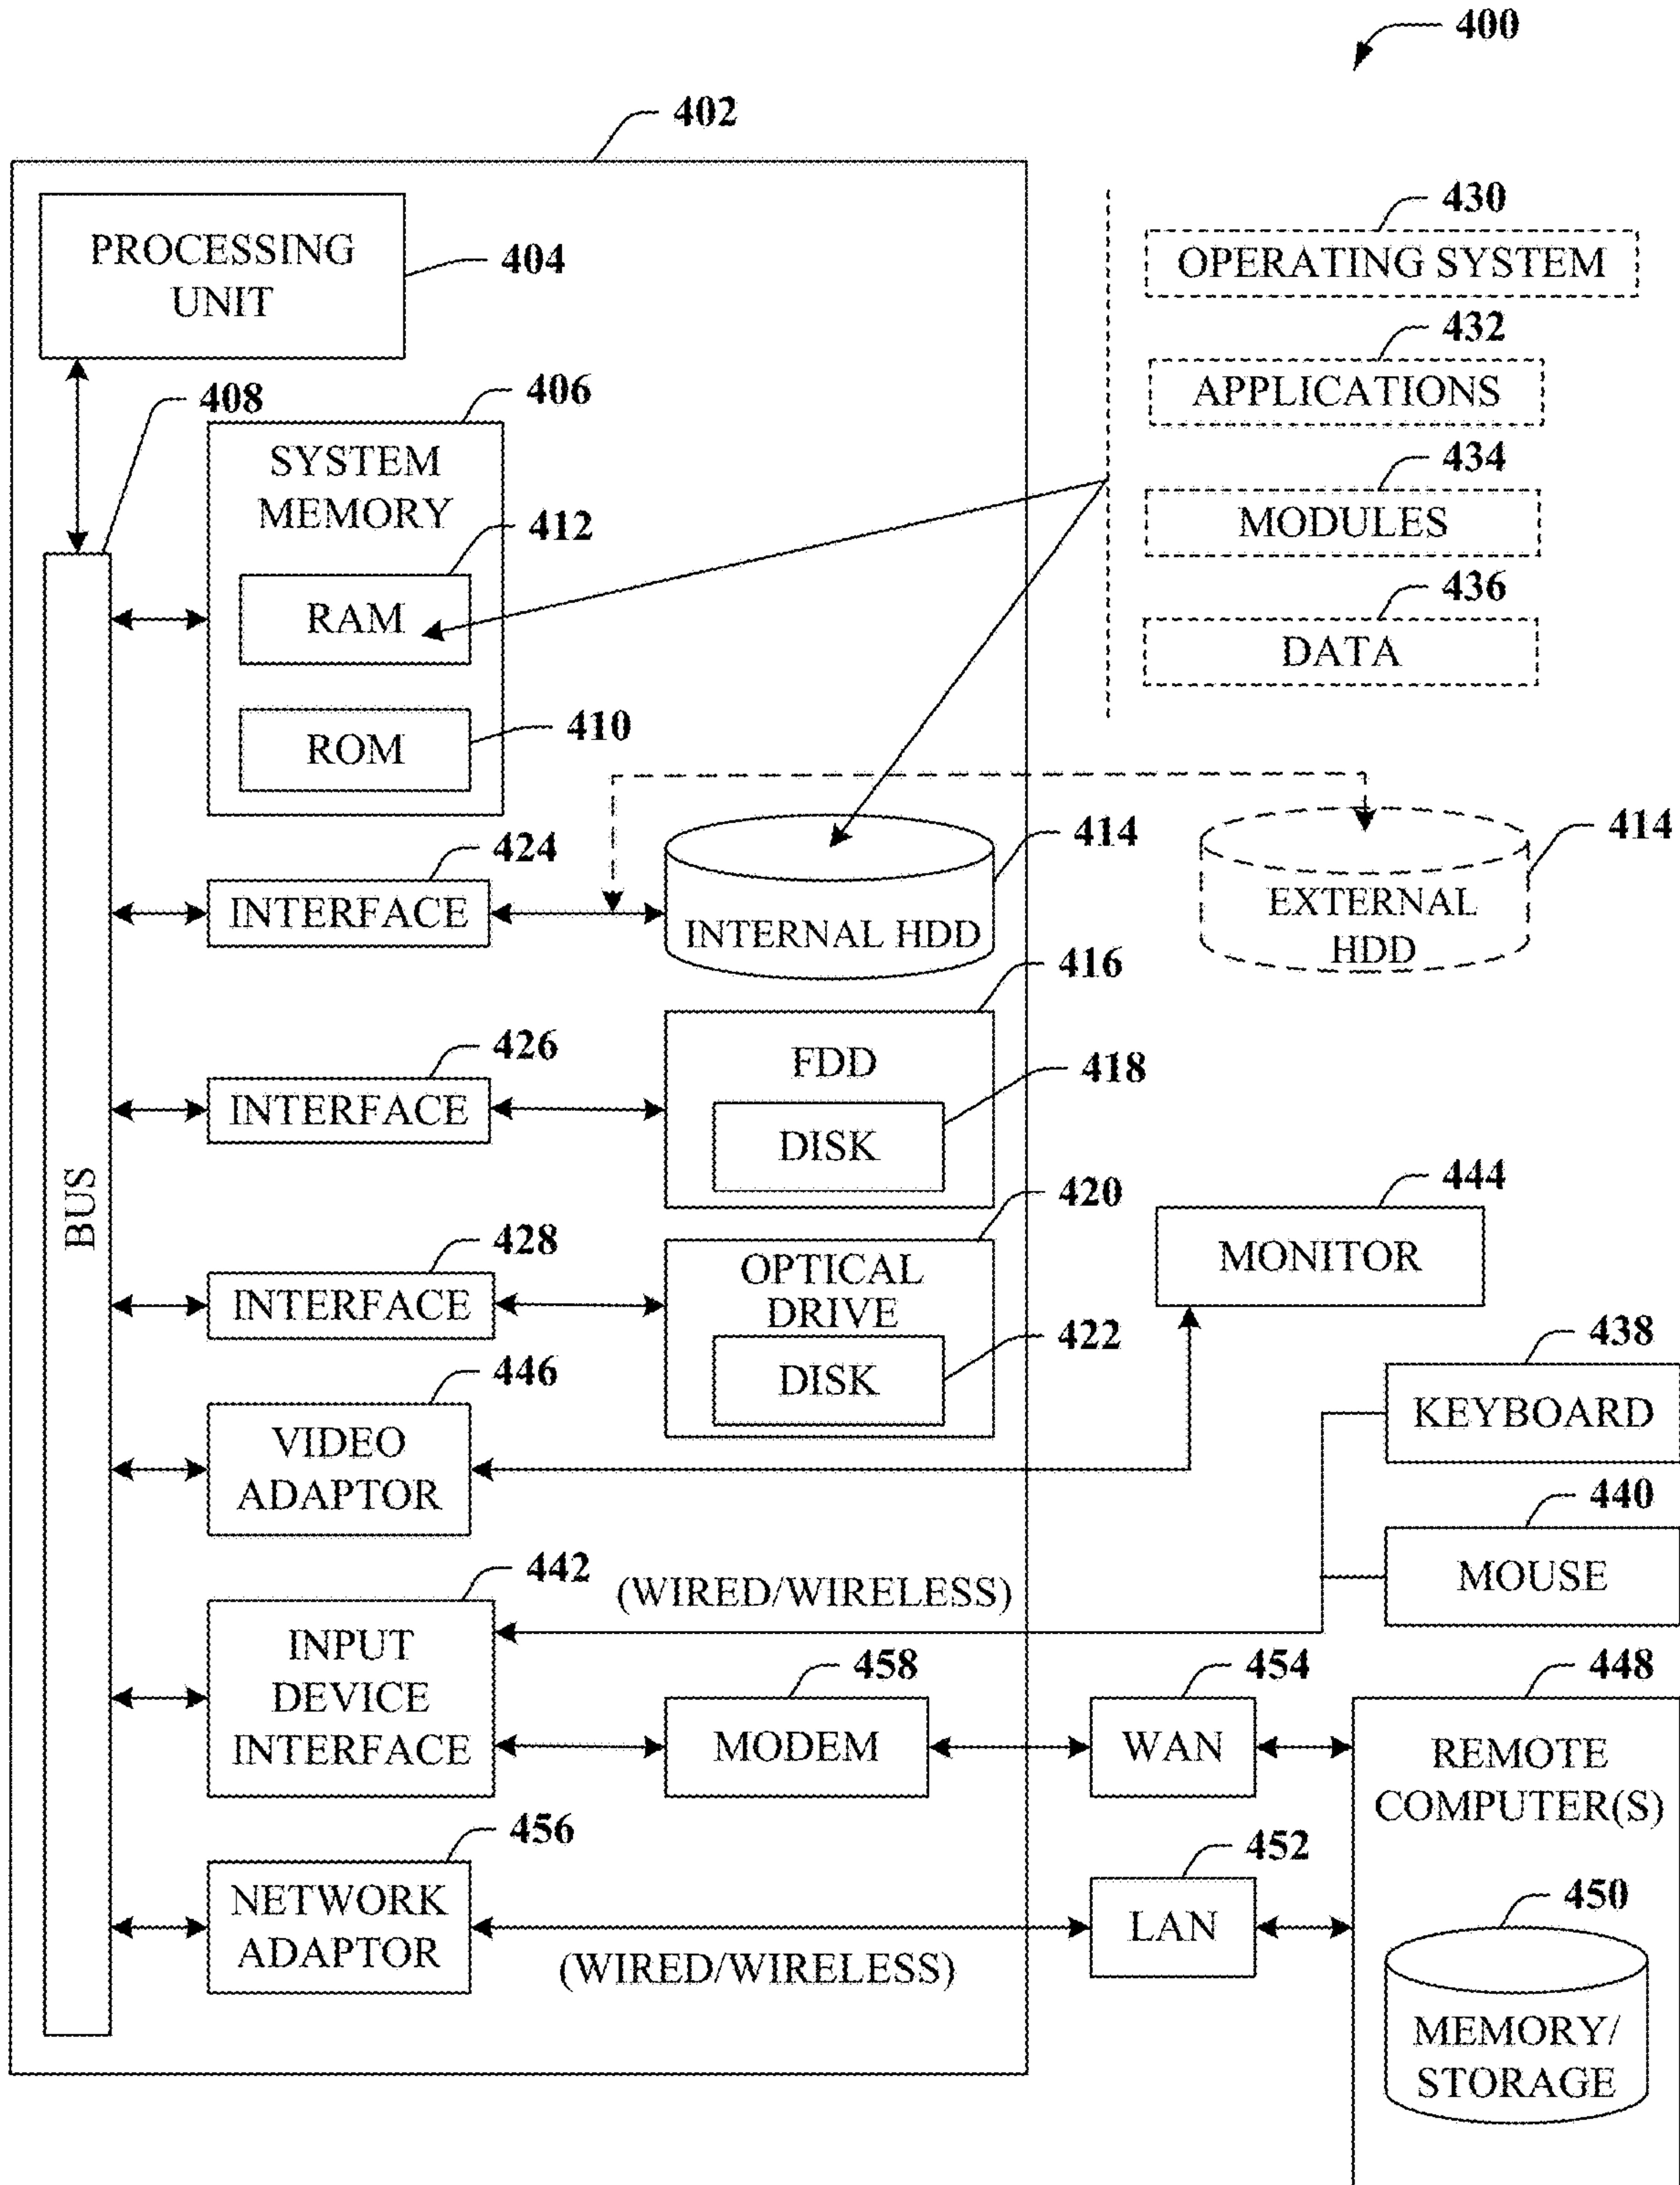 400
402
PROCESSING
UNIT
404
430
OPERATING SYSTEM
432
APPLICATIONS
434
MODULES
436
DATA
408
406
SYSTEM
MEMORY
412
RAM
410
ROM
BUS
424
INTERFACE
414
INTERNAL HDD
414
EXTERNAL
HDD
426
INTERFACE
416
FDD
418
DISK
428
INTERFACE
420
OPTICAL
DRIVE
422
DISK
444
MONITOR
446
VIDEO
ADAPTOR
438
KEYBOARD
440
MOUSE
442
INPUT
DEVICE
INTERFACE
(WIRED/WIRELESS)
458
MODEM
454
WAN
448
REMOTE
COMPUTER(S)
456
NETWORK
ADAPTOR
(WIRED/WIRELESS)
452
LAN
450
MEMORY/
STORAGE